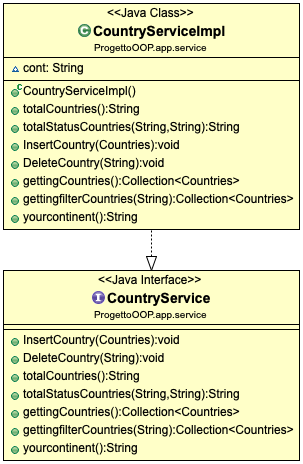 <<Java Class>>
CountryServiceImpl
ProgettoOOP.app.service
cont: String
CountryServiceImpl()
totalCountries():String
totalStatusCountries(String,String):String
InsertCountry(Countries):void
DeleteCountry(String):void
gettingCountries():Collection<Countries>
gettingfilterCountries(String):Collection<Countries>
yourcontinent():String
<<Java Interface>>
CountryService
ProgettoOOP.app.service
InsertCountry(Countries):void
DeleteCountry(String):void
totalCountries():String
totalStatusCountries(String,String):String
gettingCountries():Collection<Countries>
gettingfilterCountries(String):Collection<Countries>
yourcontinent():String